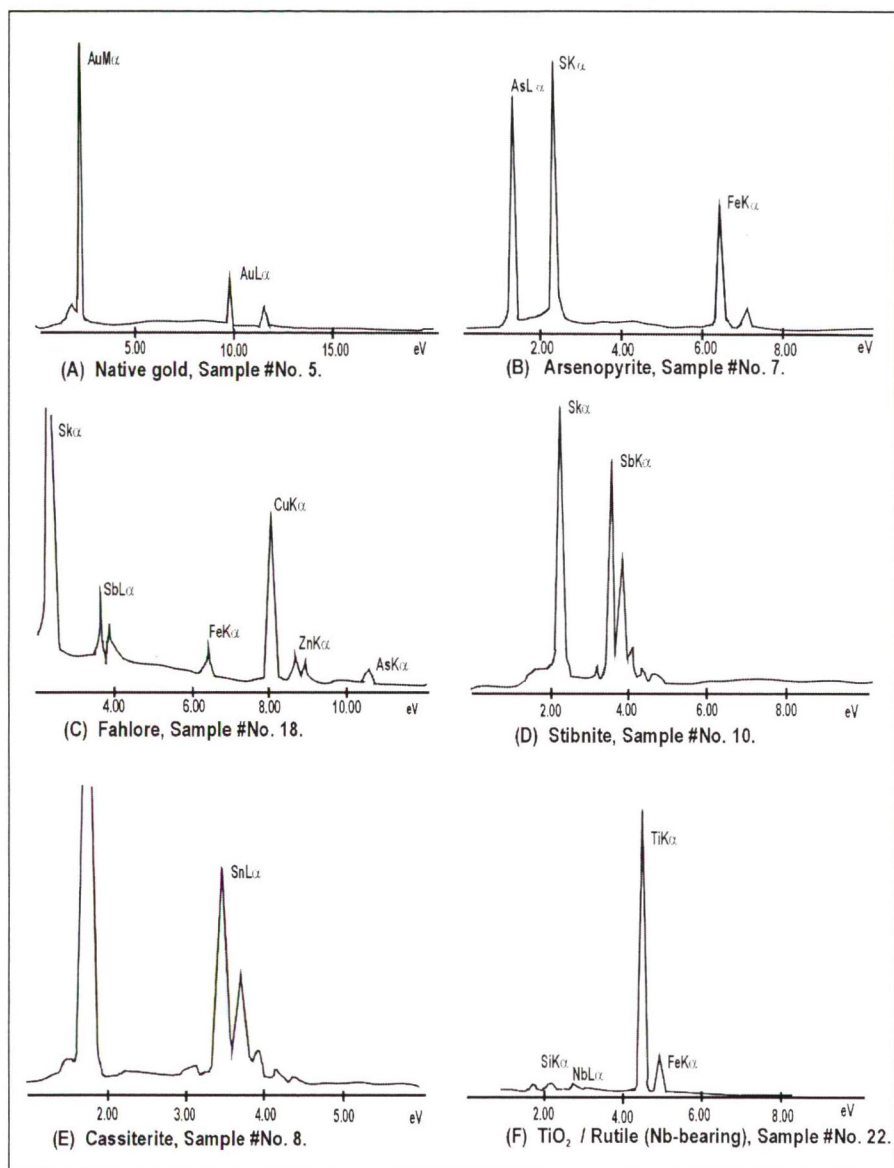 AuMα
AuLα
5.00 10.00 15.00
eV
(A) Native gold, Sample #No. 5.
AsL α
SKα
FeKα
2.00 4.00 6.00 8.00
eV
(B) Arsenopyrite, Sample #No. 7.
Skα
SbLα
FeKα
CuKα
ZnKα
AsKα
4.00 6.00 8.00 10.00
eV
(C) Fahlore, Sample #No. 18.
Skα
SbKα
2.00 4.00 6.00 8.00
eV
(D) Stibnite, Sample #No. 10.
SnLα
2.00 3.00 4.00 5.00
(E) Cassiterite, Sample #No. 8.
TiKα
SiKα
NbLα
FeKα
2.00 4.00 6.00 8.00
eV
(F) TiO₂ / Rutile (Nb-bearing), Sample #No. 22.